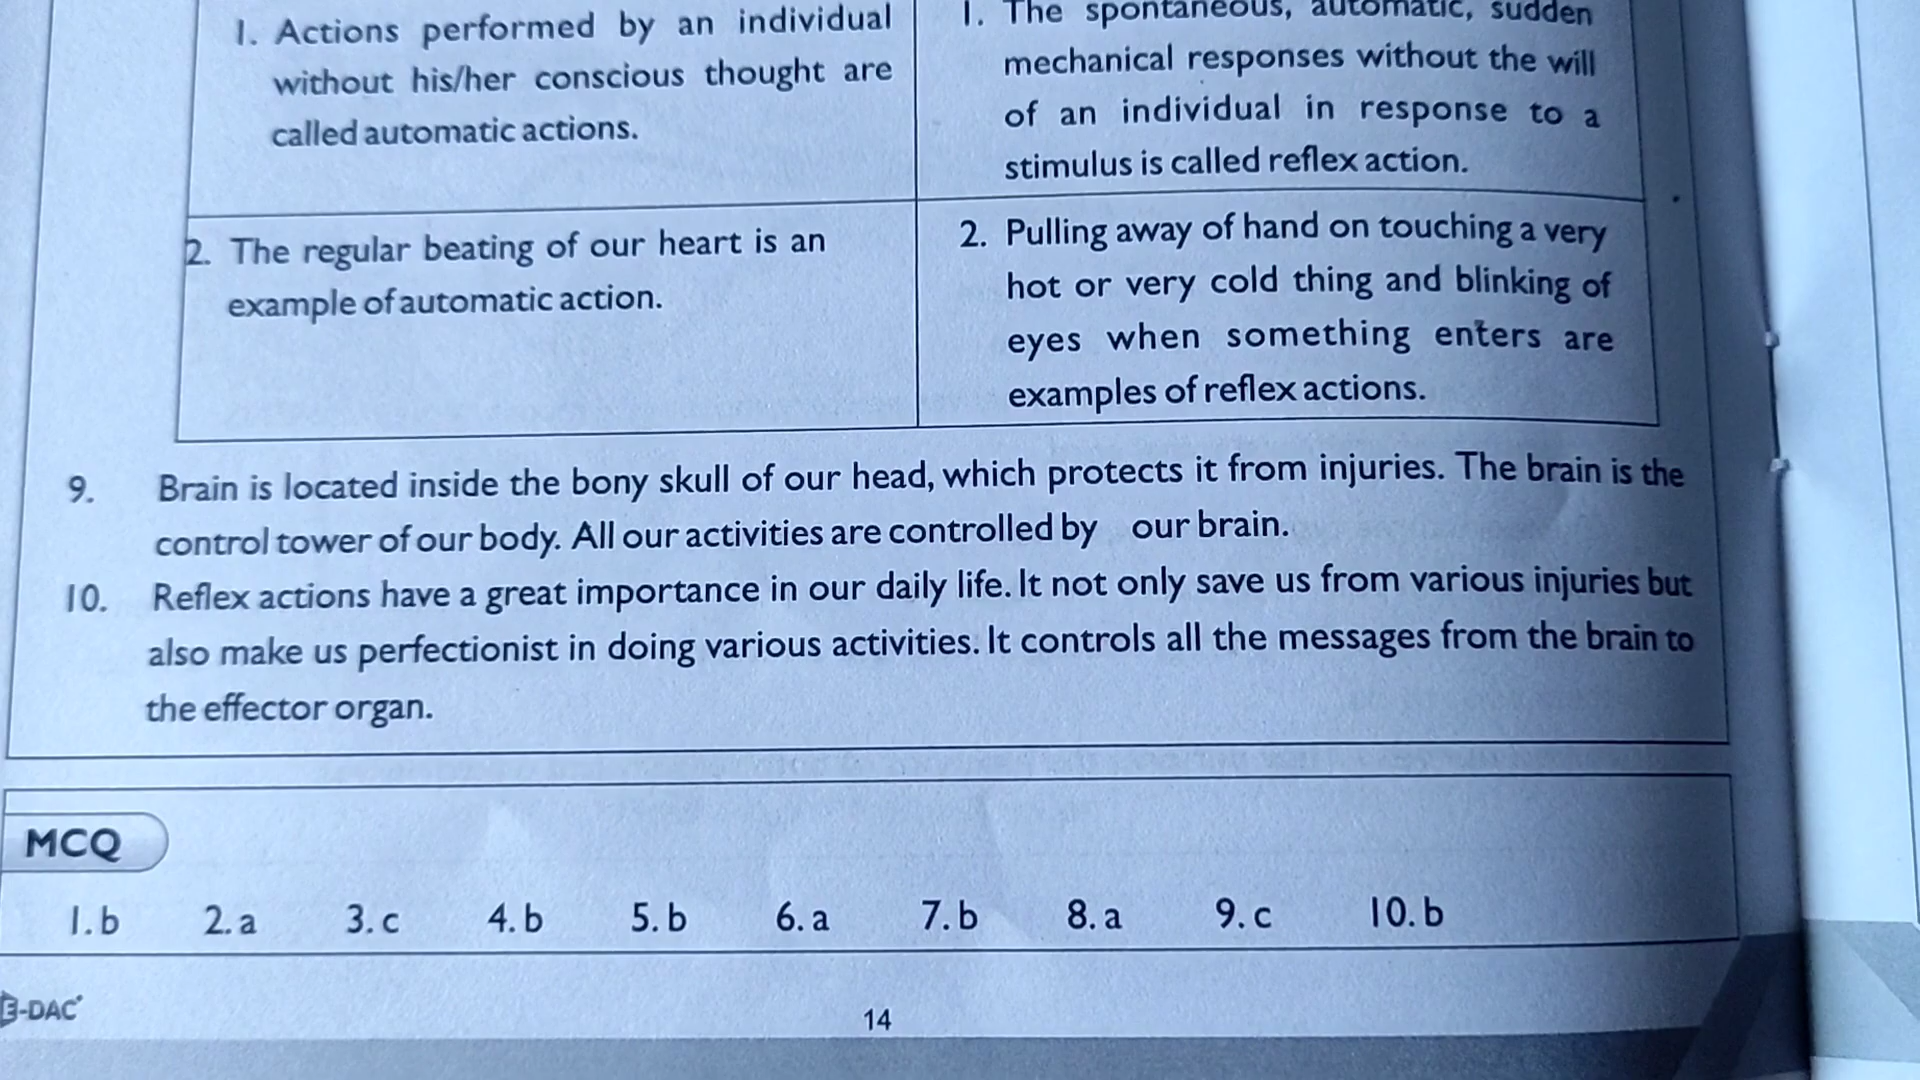 1. Actions performed by an individual
without his/her conscious thought are
called automatic actions.
1. The spontaneous, automatic, sudden
mechanical responses without the will
of an individual in response to a
stimulus is called reflex action.
2. The regular beating of our heart is an
example of automatic action.
2. Pulling away of hand on touching a very
hot or very cold thing and blinking of
eyes when something enters are
examples of reflex actions.
9. Brain is located inside the bony skull of our head, which protects it from injuries. The brain is the
control tower of our body. All our activities are controlled by our brain.
10. Reflex actions have a great importance in our daily life. It not only save us from various injuries but
also make us perfectionist in doing various activities. It controls all the messages from the brain to
the effector organ.
MCQ
1. b 2. a 3. c 4. b 5. b 6. a 7. b 8. a 9. c 10. b
E-DAC
14